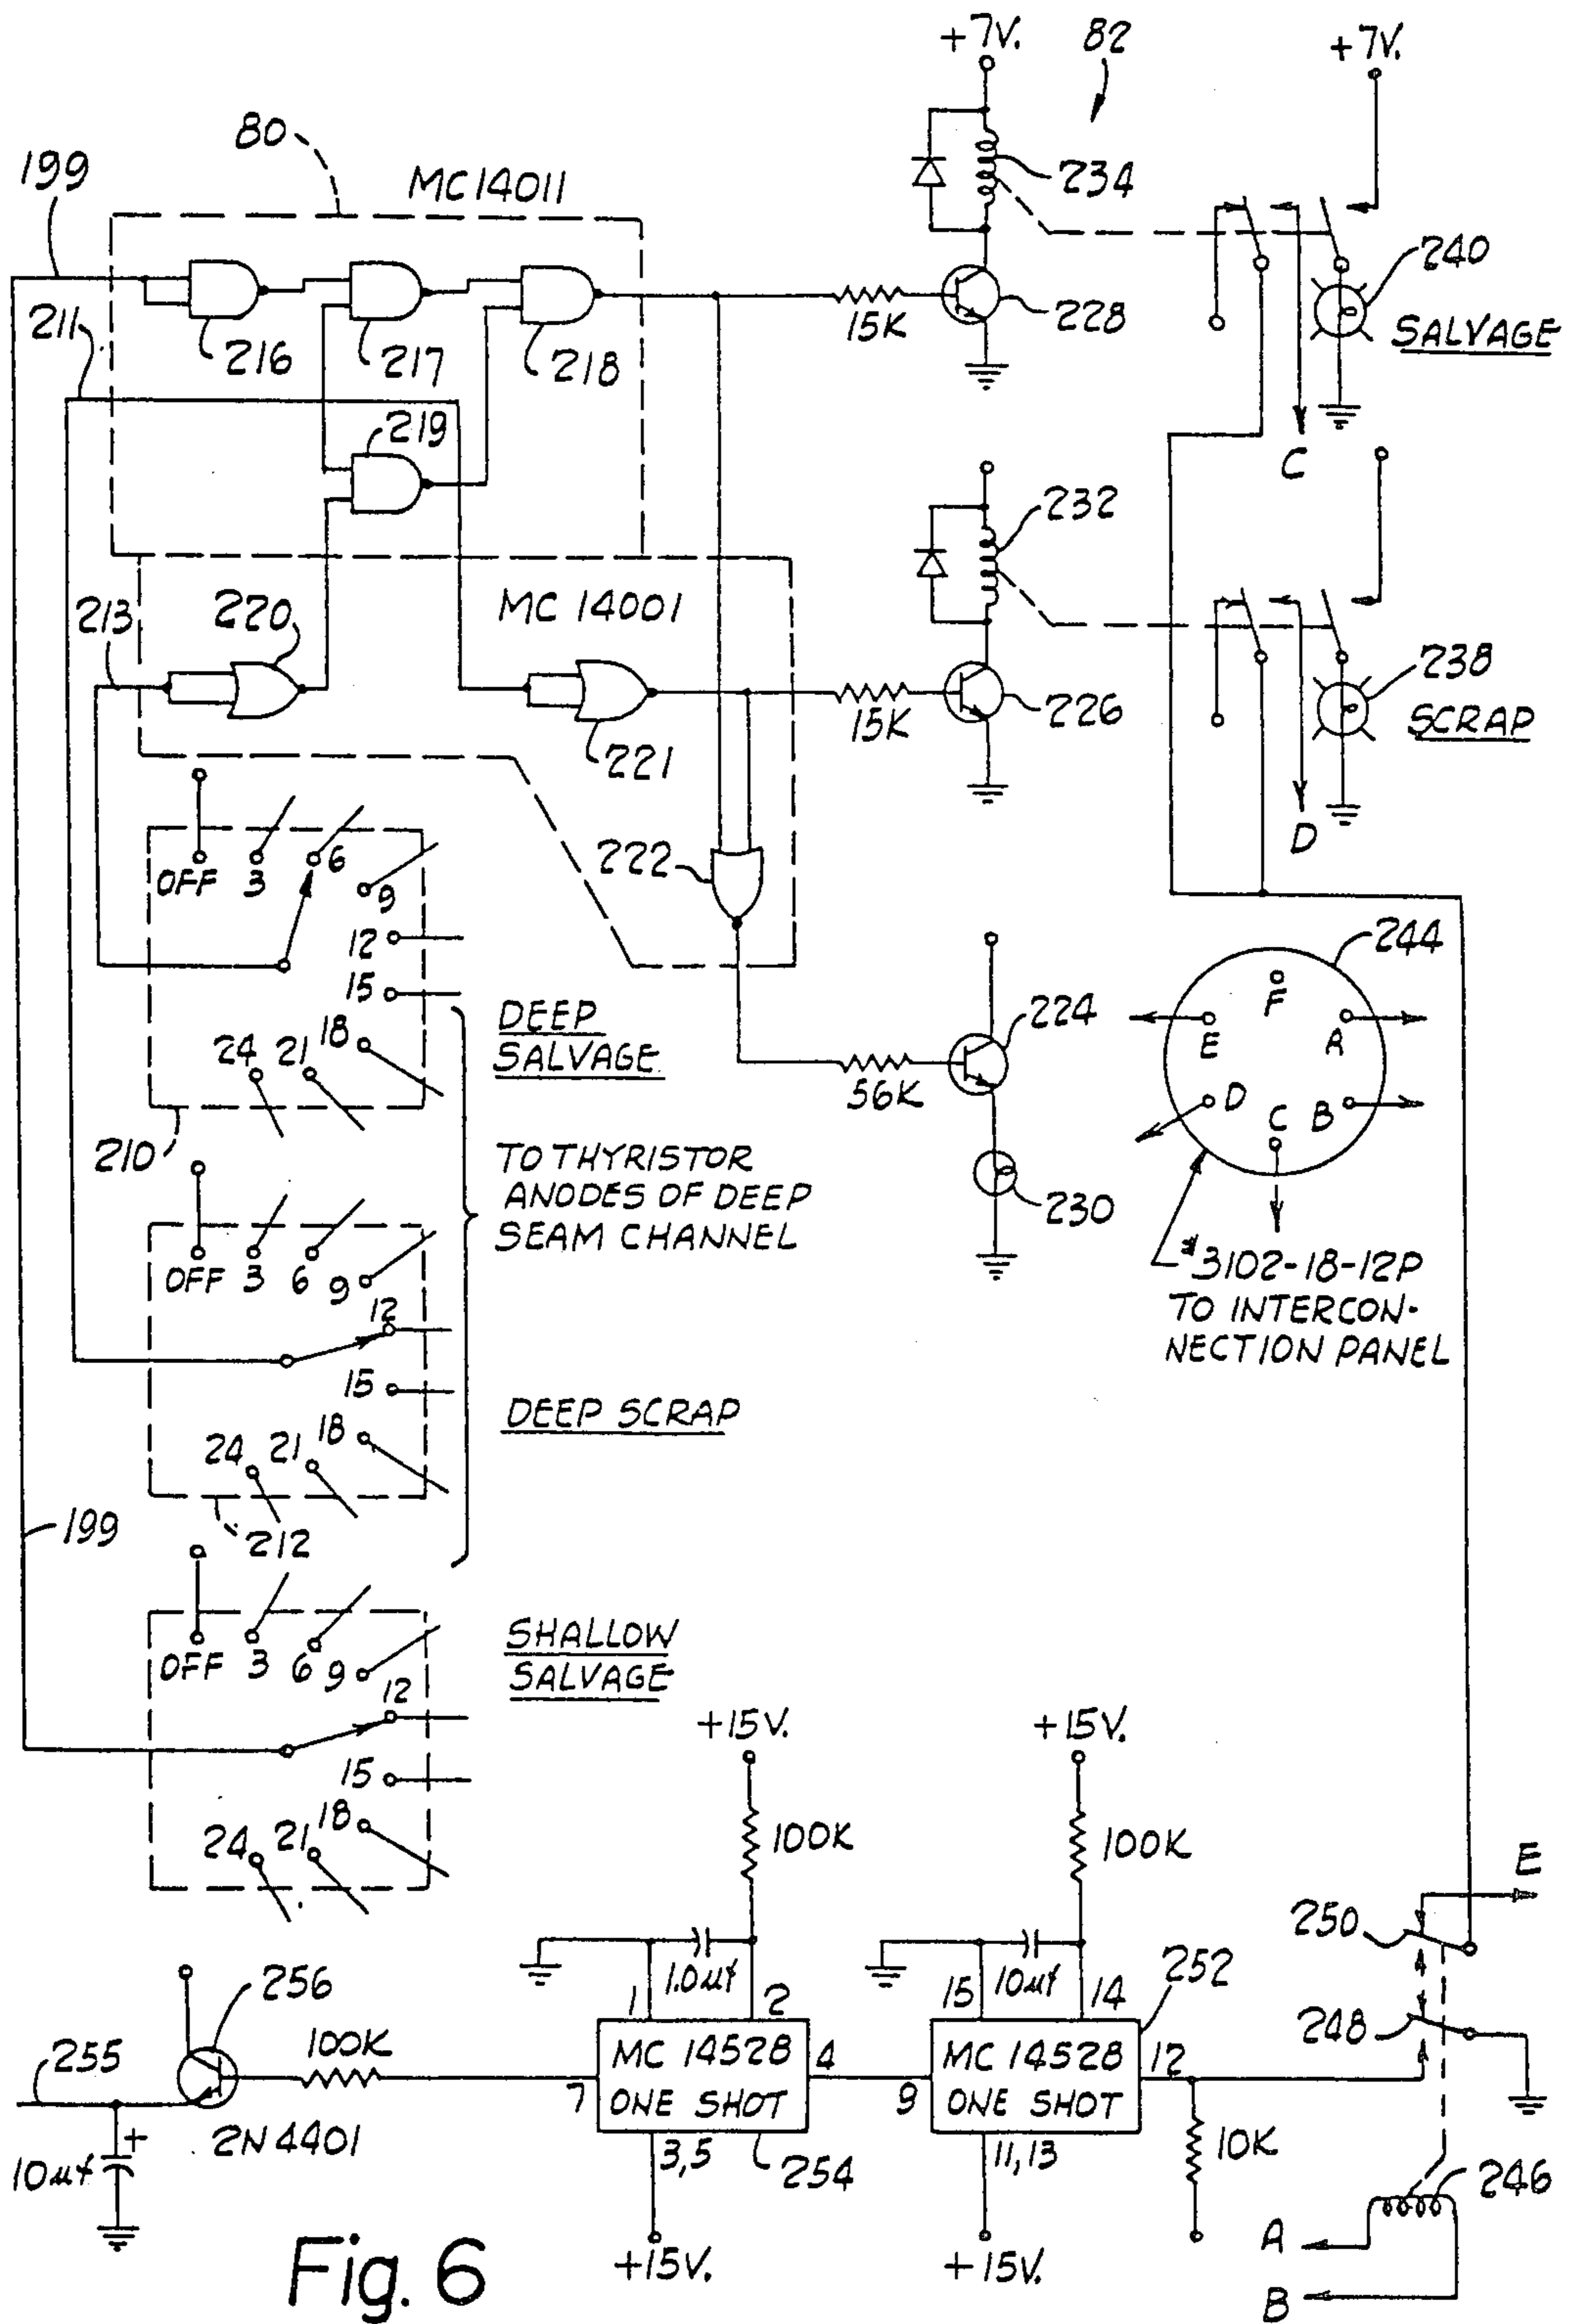 +7V.
82
+7V.
80
199
MC14011
234
240
228
15K
SALVAGE
211
216
217
218
219
C
232
MC 14001
213
220
238
226
15K
SCRAP
221
D
222
OFF 3 6 9
12
15
18
24 21
210
DEEP
SALVAGE
244
224
F
E A
D C B
56K
230
TO THYRISTOR
ANODES OF DEEP
SEAM CHANNEL
#3102-18-12P
TO INTERCON-
NECTION PANEL
OFF 3 6 9
12
15
18
24 21
212
DEEP SCRAP
199
OFF 3 6 9
12
15
18
24 21
SHALLOW
SALVAGE
+15V.
+15V.
100K
100K
E
250
252
1.0μf
10μf
1 2
15 14
248
256
255
100K
MC 14528
ONE SHOT
7 4
3,5
254
MC 14528
ONE SHOT
9 12
11,13
2N4401
10μf +
10K
246
A
B
+15V.
+15V.
Fig. 6